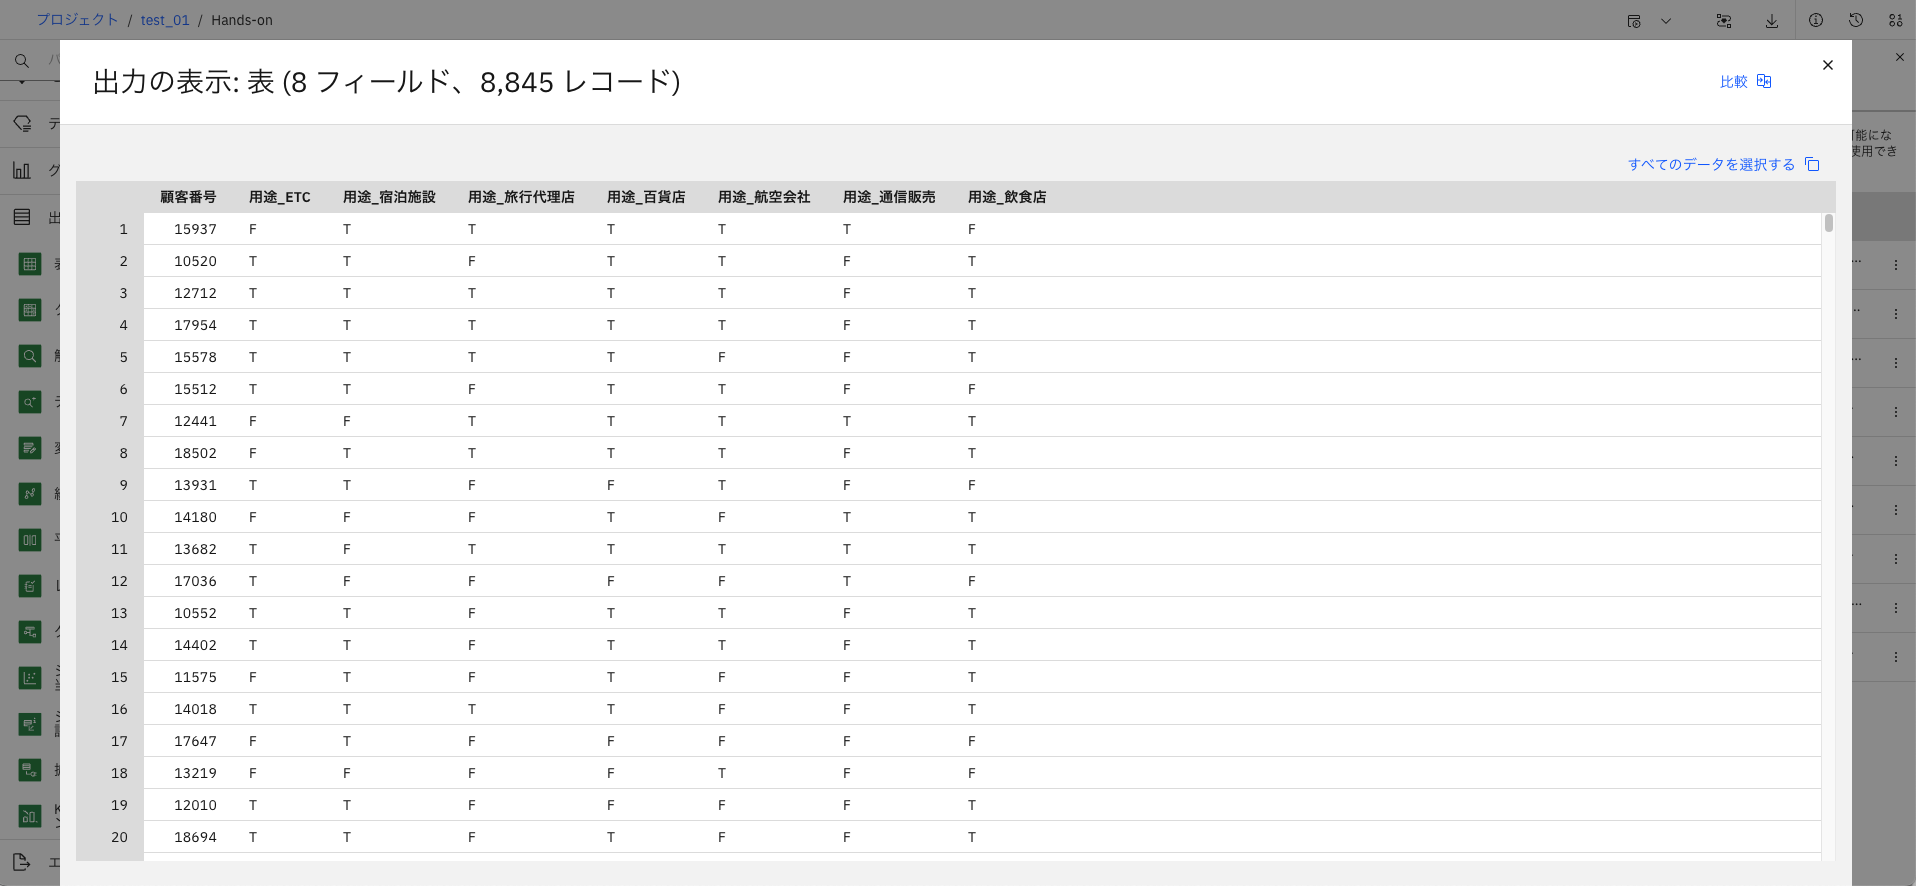 プロジェクト / test_01 / Hands-on
出力の表示: 表 (8 フィールド、8,845 レコード)
比較
すべてのデータを選択する
顧客番号 用途_ETC 用途_宿泊施設 用途_旅行代理店 用途_百貨店 用途_航空会社 用途_通信販売 用途_飲食店
1 15937 F T T T T T F
2 10520 T T F T T F T
3 12712 T T T T T F T
4 17954 T T T T T F T
5 15578 T T T T F F T
6 15512 T T F T T F F
7 12441 F F T T T T T
8 18502 F T T T T F T
9 13931 T T F F T F F
10 14180 F F F T F T T
11 13682 T F T T T T T
12 17036 T F F F F T F
13 10552 T T F T T F T
14 14402 T T F T T F T
15 11575 F T F T F F T
16 14018 T T T T F F T
17 17647 F T F F F F F
18 13219 F F F F T F F
19 12010 T T F F F F T
20 18694 T T F T F F T
可能にな
使用でき